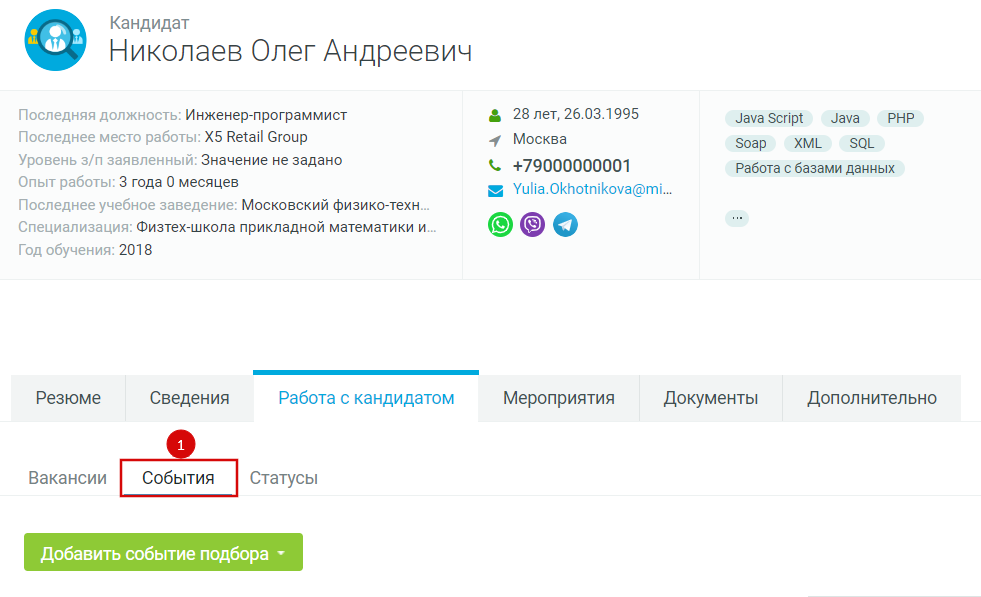 Кандидат
Николаев Олег Андреевич
Последняя должность: Инженер-программист
Последнее место работы: X5 Retail Group
Уровень з/п заявленный: Значение не задано
Опыт работы: 3 года 0 месяцев
Последнее учебное заведение: Московский физико-техн...
Специализация: Физтех-школа прикладной математики и...
Год обучения: 2018
28 лет, 26.03.1995
Москва
+79000000001
Yulia.Okhotnikova@mi...
Java Script Java PHP
Soap XML SQL
Работа с базами данных
...
Резюме Сведения Работа с кандидатом Мероприятия Документы Дополнительно
1
Вакансии События Статусы
Добавить событие подбора